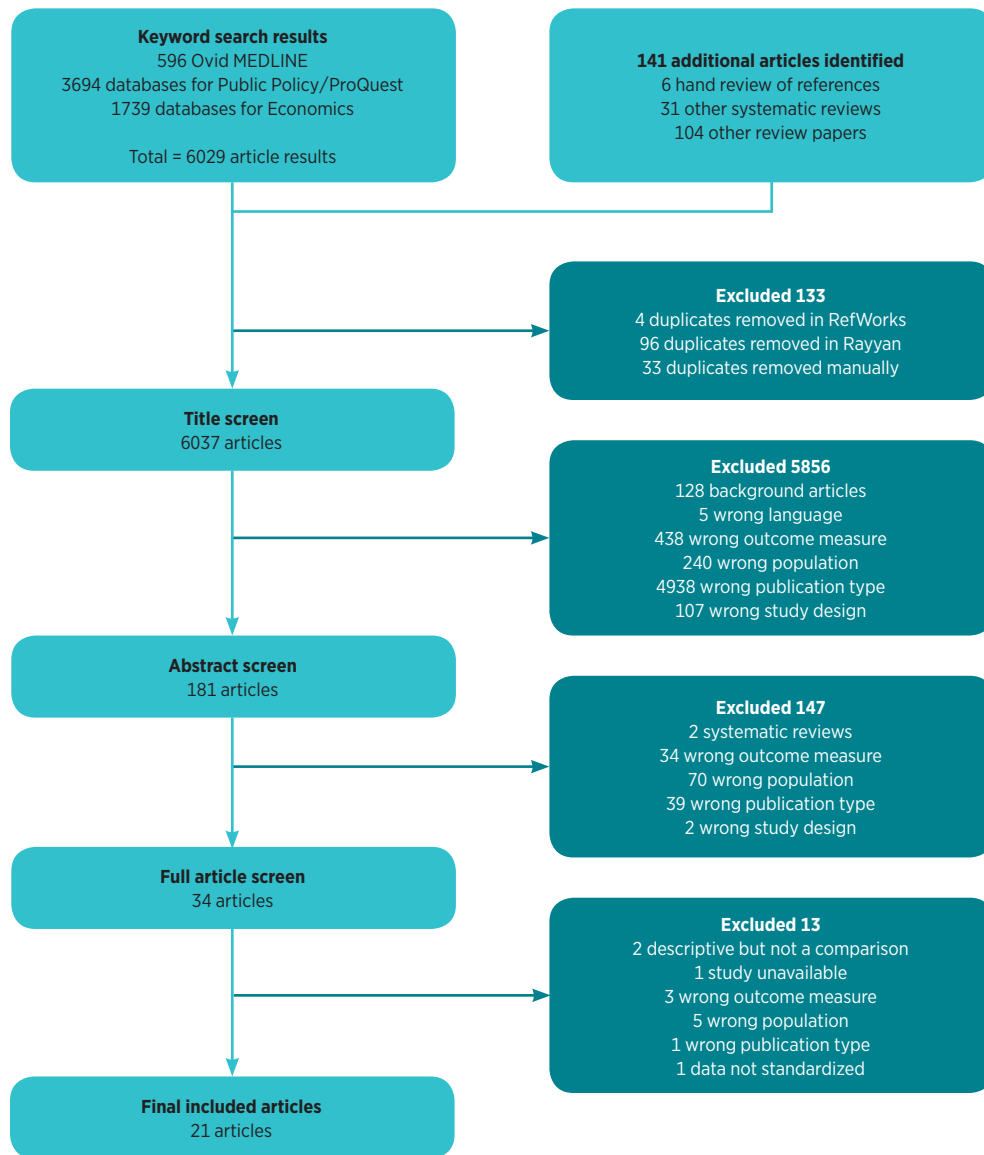 Keyword search results
596 Ovid MEDLINE
3694 databases for Public Policy/ProQuest
1739 databases for Economics
Total = 6029 article results
141 additional articles identified
6 hand review of references
31 other systematic reviews
104 other review papers
Excluded 133
4 duplicates removed in RefWorks
96 duplicates removed in Rayyan
33 duplicates removed manually
Title screen
6037 articles
Excluded 5856
128 background articles
5 wrong language
438 wrong outcome measure
240 wrong population
4938 wrong publication type
107 wrong study design
Abstract screen
181 articles
Excluded 147
2 systematic reviews
34 wrong outcome measure
70 wrong population
39 wrong publication type
2 wrong study design
Full article screen
34 articles
Excluded 13
2 descriptive but not a comparison
1 study unavailable
3 wrong outcome measure
5 wrong population
1 wrong publication type
1 data not standardized
Final included articles
21 articles